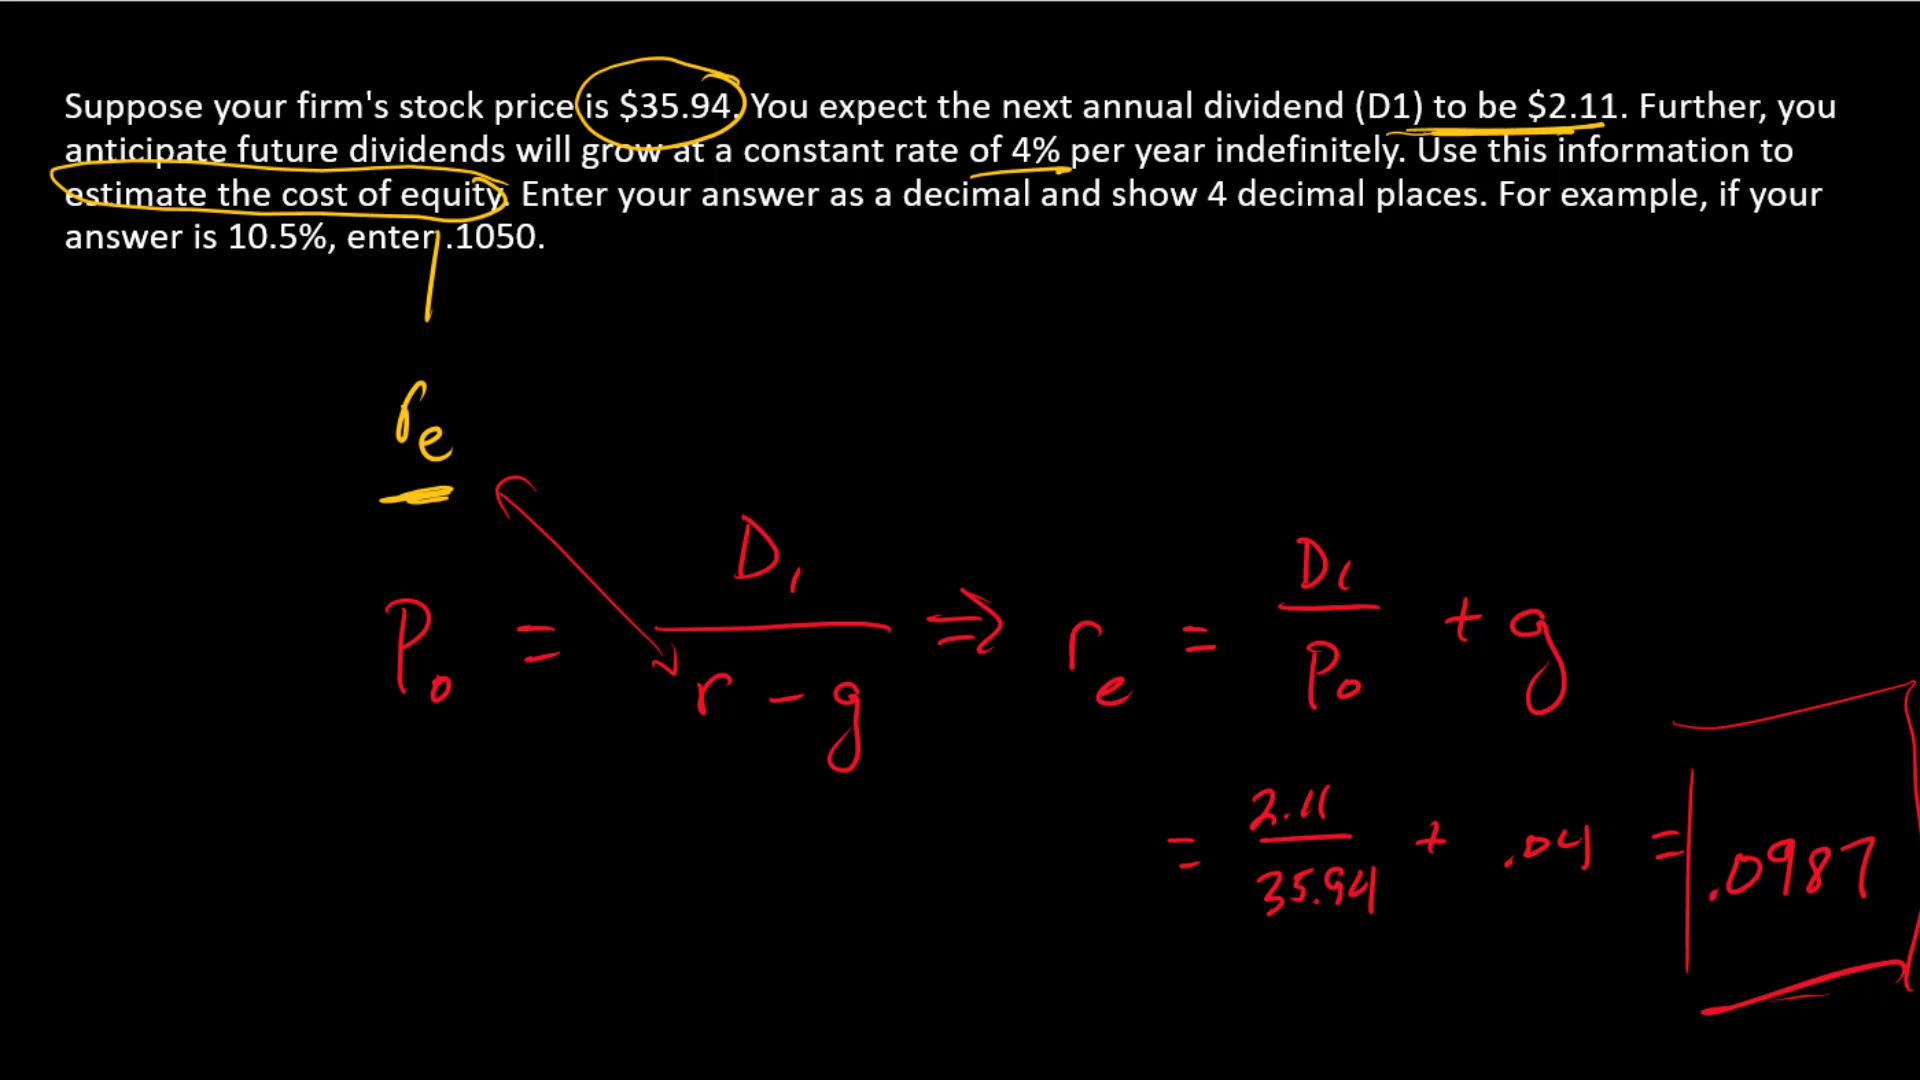 Suppose your firm's stock price is $35.94. You expect the next annual dividend (D1) to be $2.11. Further, you
anticipate future dividends will grow at a constant rate of 4% per year indefinitely. Use this information to
estimate the cost of equity. Enter your answer as a decimal and show 4 decimal places. For example, if your
answer is 10.5%, enter .1050.
re
P0 = D1 / r - g ⇒ re = D1 / P0 + g
= 2.11 / 35.94 + .04 = .0987